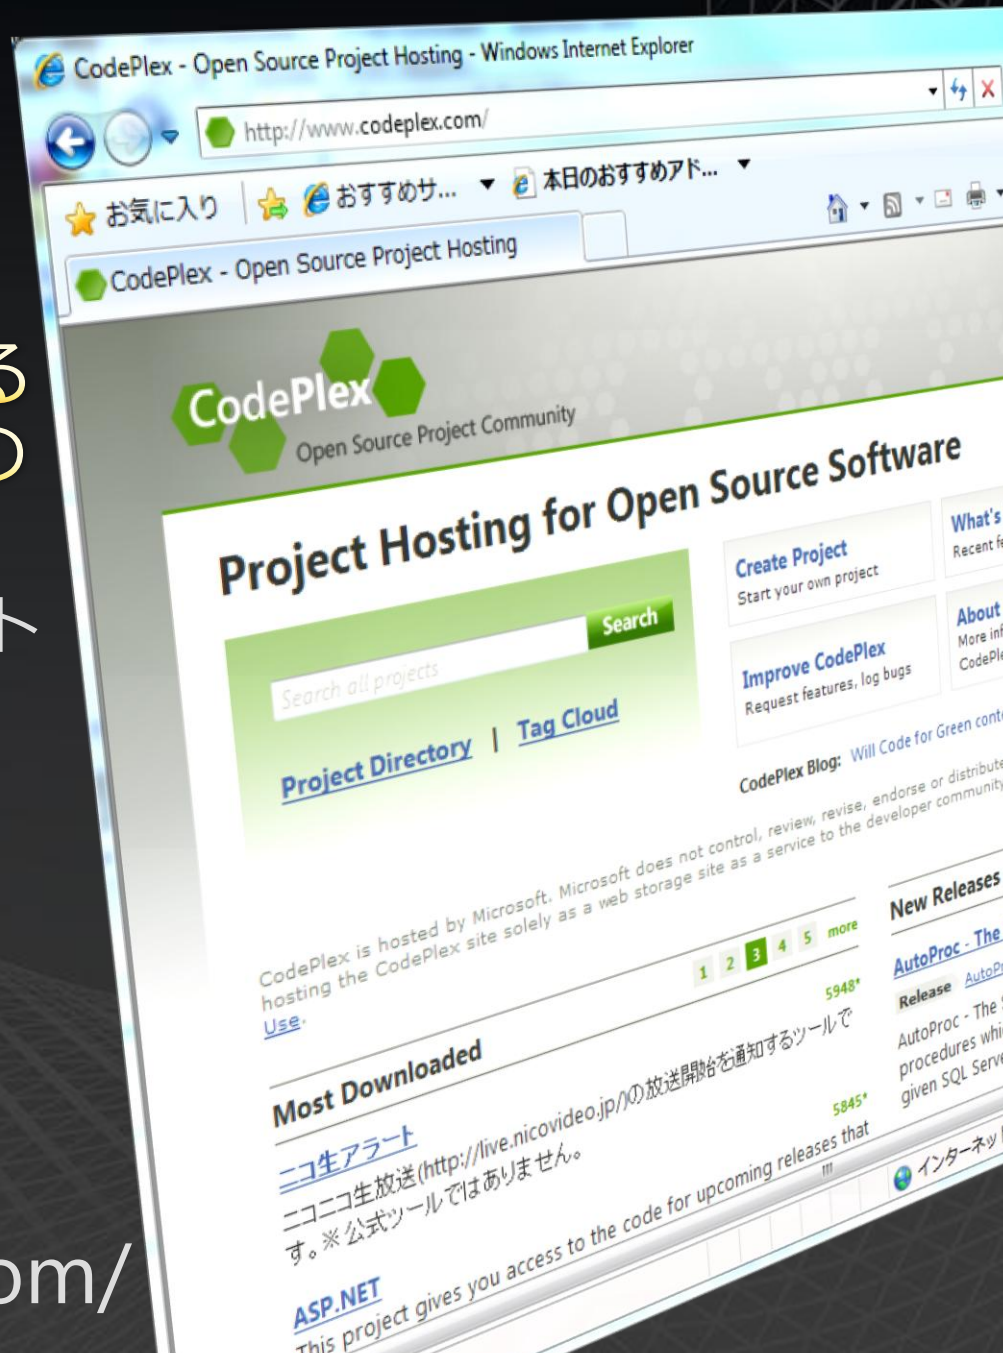 CodePlex - Open Source Project Hosting - Windows Internet Explorer
http://www.codeplex.com/
お気に入り
おすすめサ...
本日のおすすめアド...
CodePlex - Open Source Project Hosting
る
の
ト
om/
CodePlex
Open Source Project Community
Project Hosting for Open Source Software
Search all projects
Search
Project Directory | Tag Cloud
Create Project
Start your own project
What's
Recent
Improve CodePlex
Request features, log bugs
About
More
CodePlex Blog: Will Code for Green
CodePlex is hosted by Microsoft. Microsoft does not control, review, revise, endorse or distribute
hosting the CodePlex site solely as a web storage site as a service to the developer community
Use.
1 2 3 4 5 more
Most Downloaded
5948*
ニコ生アラート
ニコニコ生放送(http://live.nicovideo.jp/)の放送開始を通知するツールで
す。※公式ツールではありません。
5845*
ASP.NET
This project gives you access to the code for upcoming releases that
New Releases
AutoProc - The
Release
AutoProc - The
procedures
given SQL
インターネッ